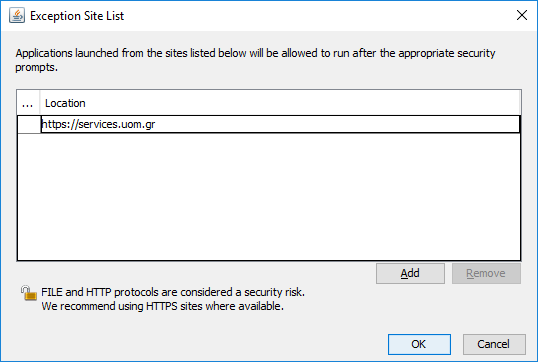 Exception Site List
Applications launched from the sites listed below will be allowed to run after the appropriate security
prompts.
... Location
https://services.uom.gr
Add Remove
FILE and HTTP protocols are considered a security risk.
We recommend using HTTPS sites where available.
OK Cancel